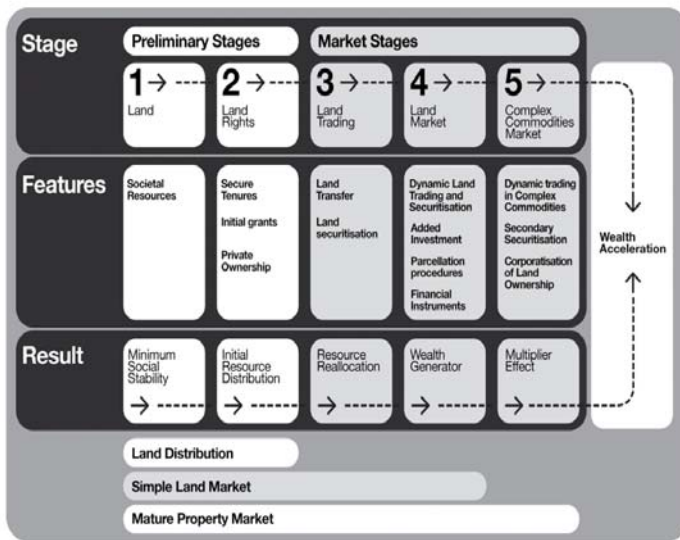 Stage
Preliminary Stages
Market Stages
1
Land
2
Land
Rights
3
Land
Trading
4
Land
Market
5
Complex
Commodities
Market
Features
Societal
Resources
Secure
Tenures
Initial grants
Private
Ownership
Land
Transfer
Land
securitisation
Dynamic Land
Trading and
Securitisation
Added
Investment
Parcellation
procedures
Financial
Instruments
Dynamic trading
in Complex
Commodities
Secondary
Securitisation
Corporatisation
of Land
Ownership
Wealth
Acceleration
Result
Minimum
Social
Stability
Initial
Resource
Distribution
Resource
Reallocation
Wealth
Generator
Multiplier
Effect
Land Distribution
Simple Land Market
Mature Property Market